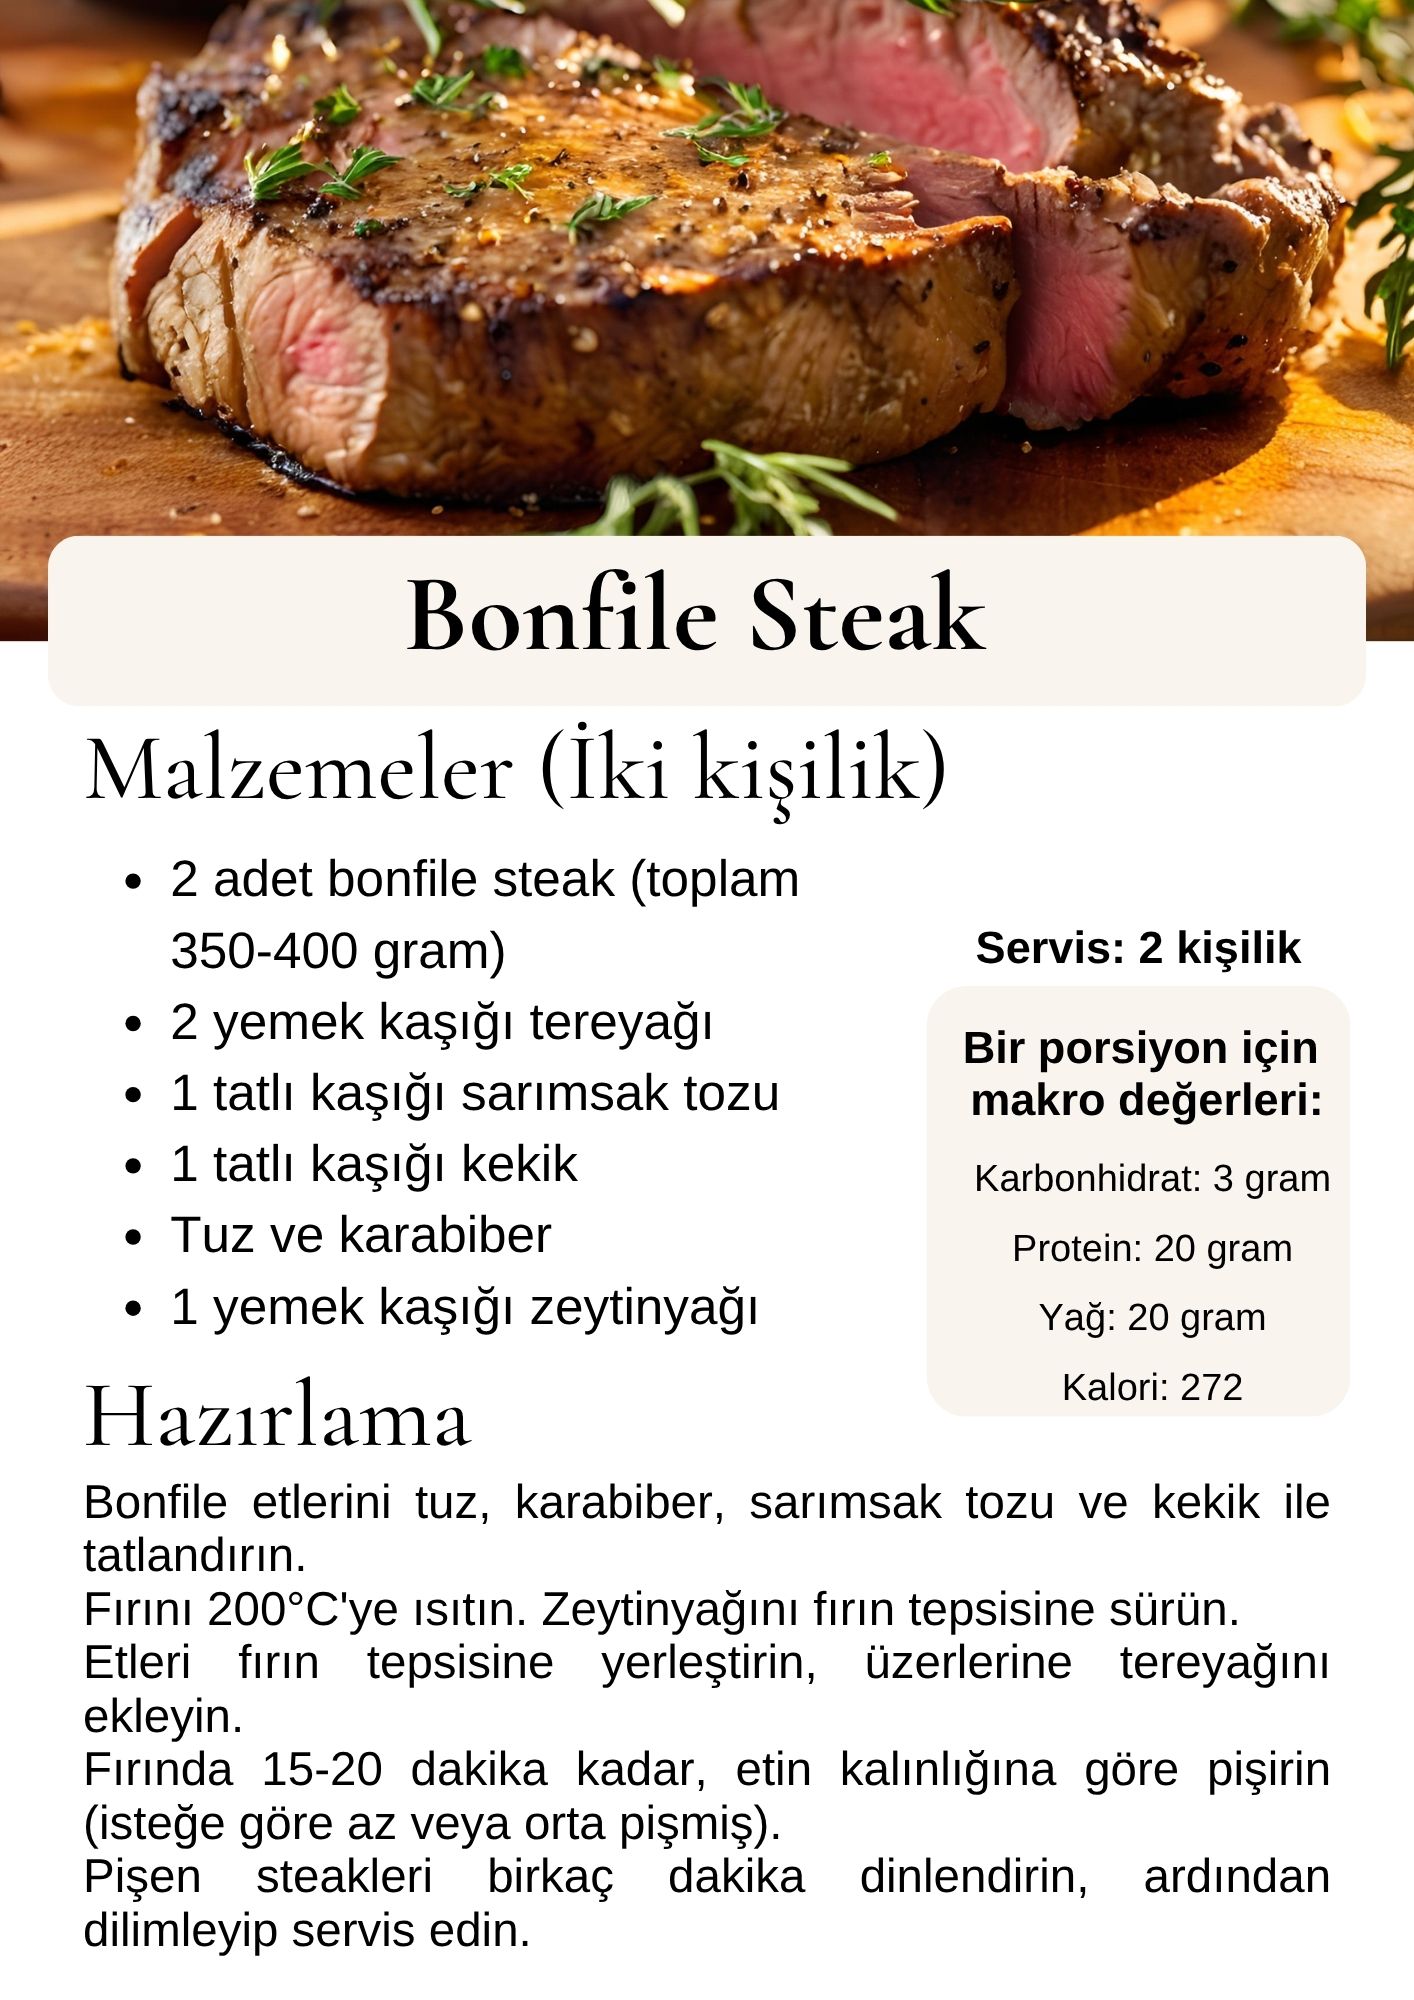 Bonfile Steak
Malzemeler (İki kişilik)
• 2 adet bonfile steak (toplam
350-400 gram)
• 2 yemek kaşığı tereyağı
• 1 tatlı kaşığı sarımsak tozu
• 1 tatlı kaşığı kekik
• Tuz ve karabiber
• 1 yemek kaşığı zeytinyağı
Servis: 2 kişilik
Bir porsiyon için
makro değerleri:
Karbonhidrat: 3 gram
Protein: 20 gram
Yağ: 20 gram
Kalori: 272
Hazırlama
Bonfile etlerini tuz, karabiber, sarımsak tozu ve kekik ile
tatlandırın.
Fırını 200°C'ye ısıtın. Zeytinyağını fırın tepsisine sürün.
Etleri fırın tepsisine yerleştirin, üzerlerine tereyağını
ekleyin.
Fırında 15-20 dakika kadar, etin kalınlığına göre pişirin
(isteğe göre az veya orta pişmiş).
Pişen steakleri birkaç dakika dinlendirin, ardından
dilimleyip servis edin.